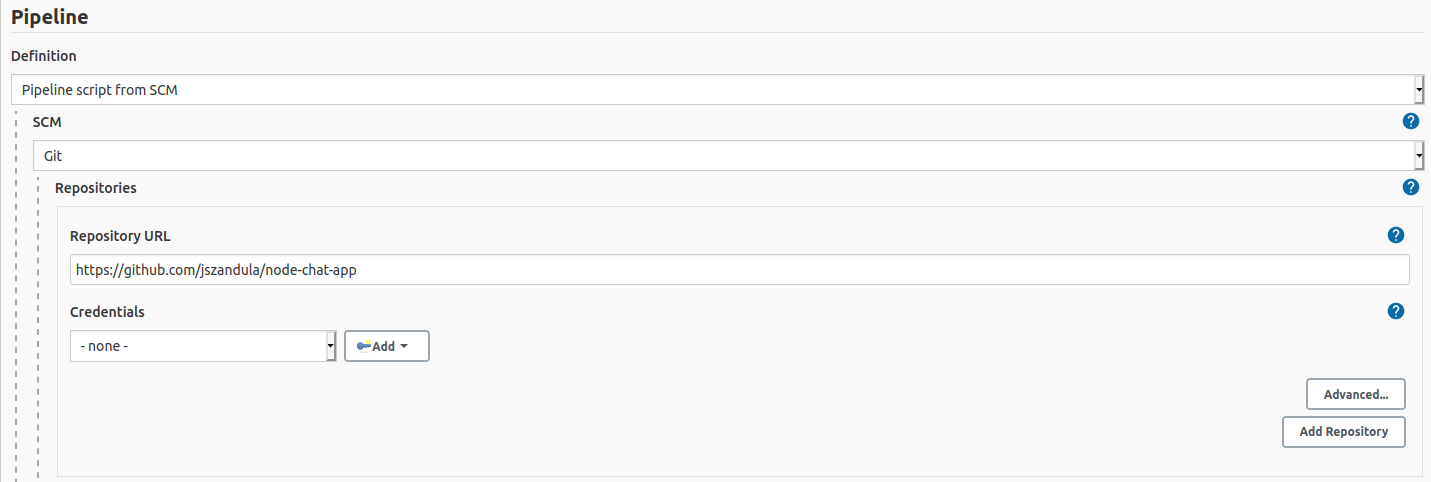 Pipeline
Definition
Pipeline script from SCM
SCM
?
Git
Repositories
?
Repository URL
?
https://github.com/jszandula/node-chat-app
Credentials
?
- none -
Add
Advanced...
Add Repository